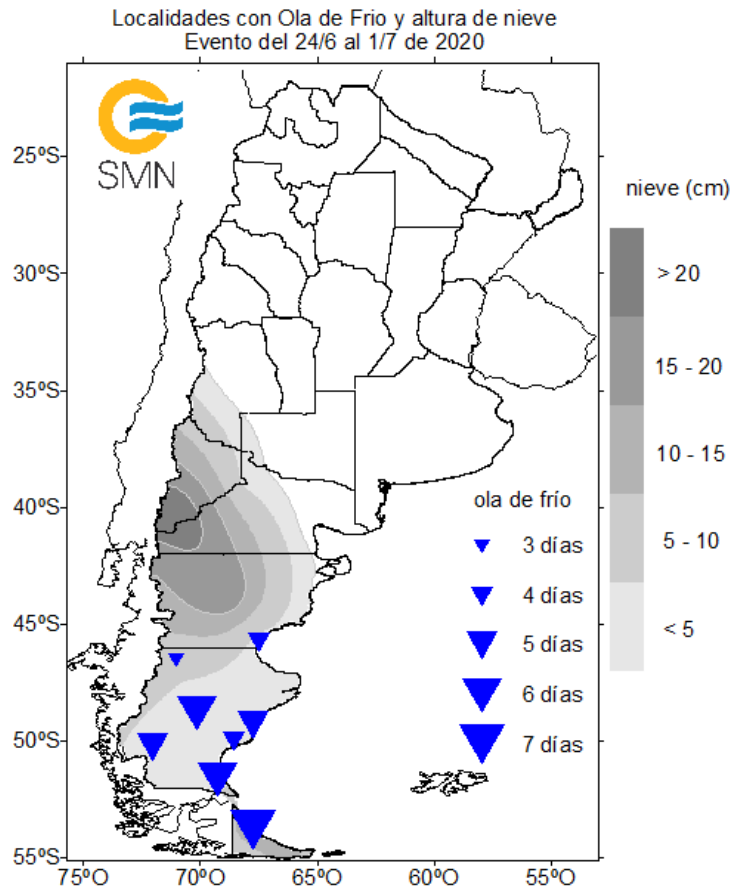 Localidades con Ola de Frio y altura de nieve
Evento del 24/6 al 1/7 de 2020
SMN
25ºS
30ºS
35ºS
40ºS
45ºS
50ºS
55ºS
75ºO
70ºO
65ºO
60ºO
55ºO
ola de frío
3 días
4 días
5 días
6 días
7 días
nieve (cm)
> 20
15 - 20
10 - 15
5 - 10
< 5